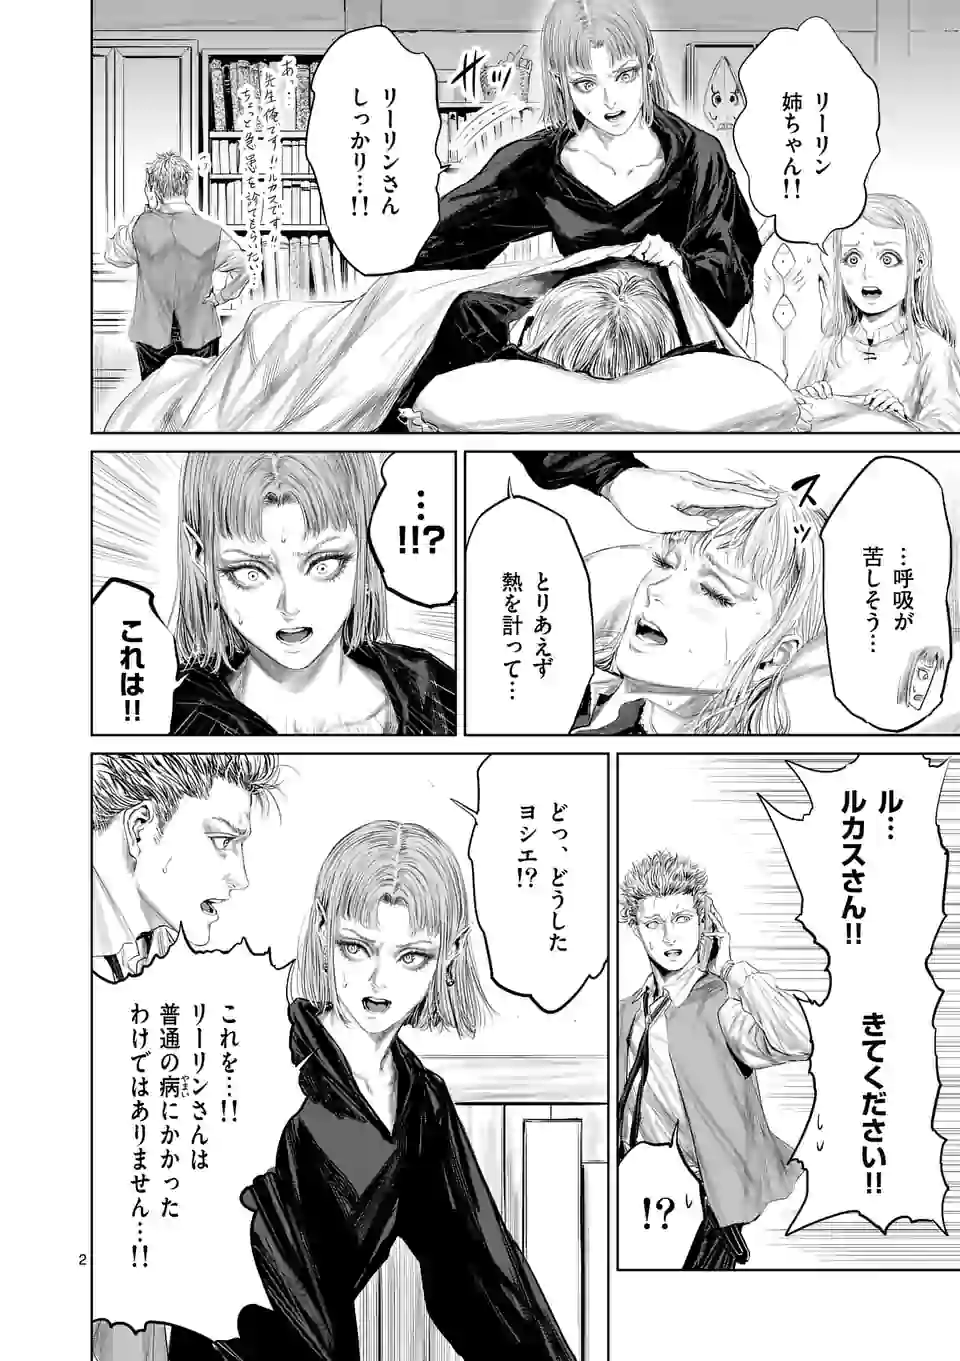 リーリン
姉ちゃん!!
ガッ
リーリンさん
しっかり…!!
あっ…
先生俺です!!ルカスです!!
ちょっと急患を診てもらいたい…
…呼吸が
苦しそう…
スッ
とりあえず
熱を計って…
…!!?
これは!!
ル…
ルカスさん!!
きてください!!
!?
どっ、どうした
ヨシエ!?
これを…!!
リーリンさんは
普通の病にかかった
やまい
わけではありません…!!
2